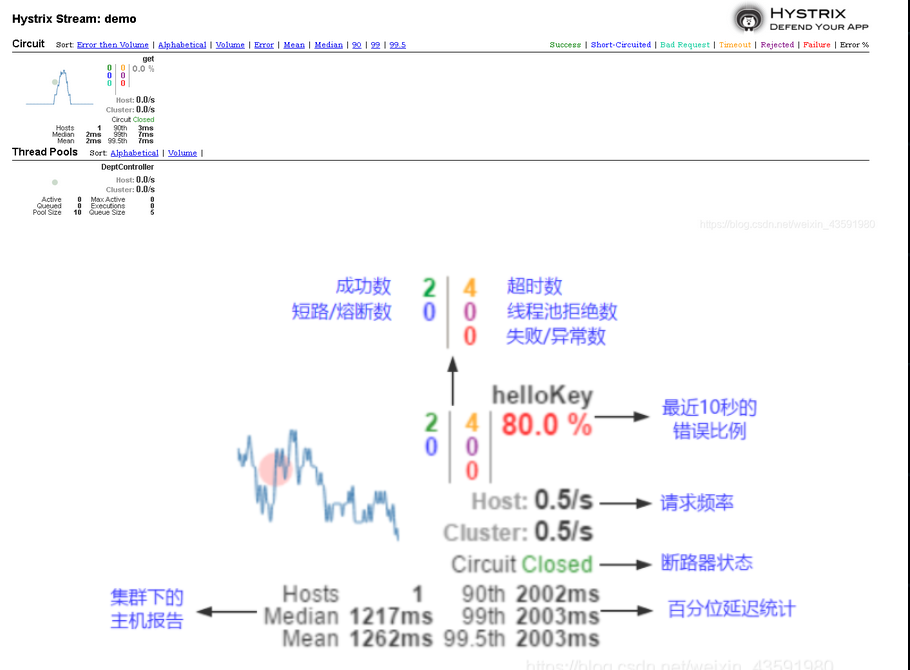 Hystrix Stream: demo
HYSTRIX
DEFEND YOUR APP
Circuit Sort: Error then Volume | Alphabetical | Volume | Error | Mean | Median | 90 | 99 | 99.5
Success | Short-Circuited | Bad Request | Timeout | Rejected | Failure | Error %
get
0 0 0.0 %
0 0
0 0
Host: 0.0/s
Cluster: 0.0/s
Circuit Closed
Hosts 1 90th 3ms
Median 2ms 99th 7ms
Mean 2ms 99.5th 7ms
Thread Pools Sort: Alphabetical | Volume |
DeptController
Host: 0.0/s
Cluster: 0.0/s
Active 0 Max Active 0
Queued 0 Executions 0
Pool Size 10 Queue Size 5
https://blog.csdn.net/weixin_43591980
成功数 2 4 超时数
短路/熔断数 0 0 线程池拒绝数
0 失败/异常数
helloKey
2 4 80.0 % 最近10秒的
0 0 错误比例
0
Host: 0.5/s 请求频率
Cluster: 0.5/s
Circuit Closed 断路器状态
集群下的 Hosts 1 90th 2002ms
主机报告 Median 1217ms 99th 2003ms 百分位延迟统计
Mean 1262ms 99.5th 2003ms
https://blog.csdn.net/weixin_43591980